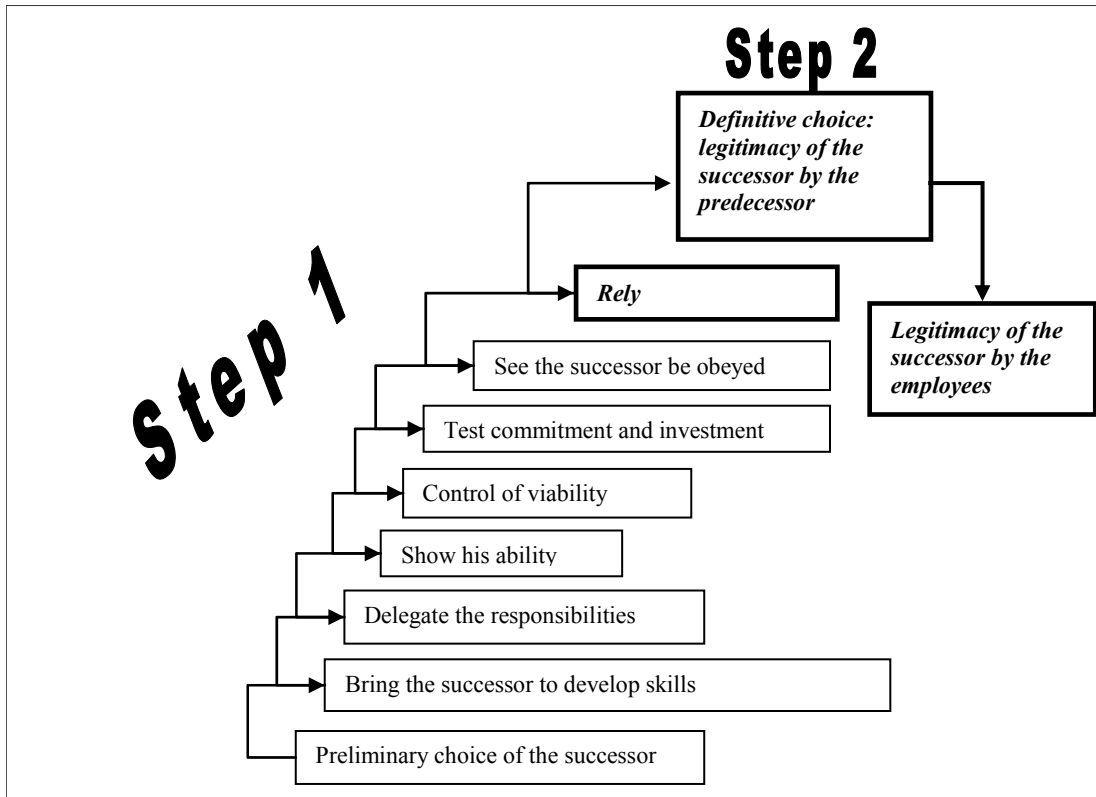 Step 2
Definitive choice:
legitimacy of the
successor by the
predecessor
Step 1
Rely
Legitimacy of the
successor by the
employees
See the successor be obeyed
Test commitment and investment
Control of viability
Show his ability
Delegate the responsibilities
Bring the successor to develop skills
Preliminary choice of the successor